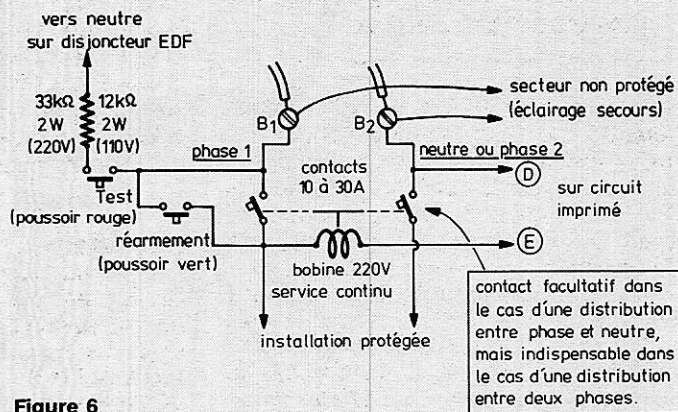 vers neutre
sur disjoncteur EDF
33kΩ
2W
(220V)
12kΩ
2W
(110V)
B1
B2
secteur non protégé
(éclairage secours)
phase 1
contacts
10 à 30A
neutre ou phase 2
D
sur circuit
imprimé
Test
(poussoir rouge)
réarmement
(poussoir vert)
bobine 220V
service continu
E
installation protégée
contact facultatif dans
le cas d'une distribution
entre phase et neutre,
mais indispensable dans
le cas d'une distribution
entre deux phases.
Figure 6